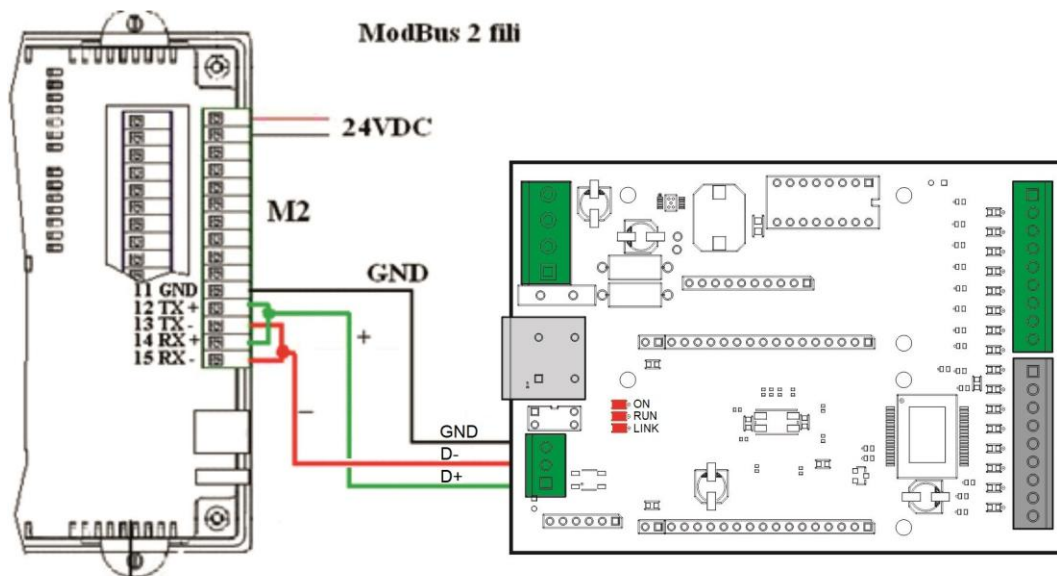 ModBus 2 fili
24VDC
M2
GND
11 GND
12 TX +
13 TX -
14 RX +
15 RX -
+
−
GND
D-
D+
1
ON
RUN
LINK